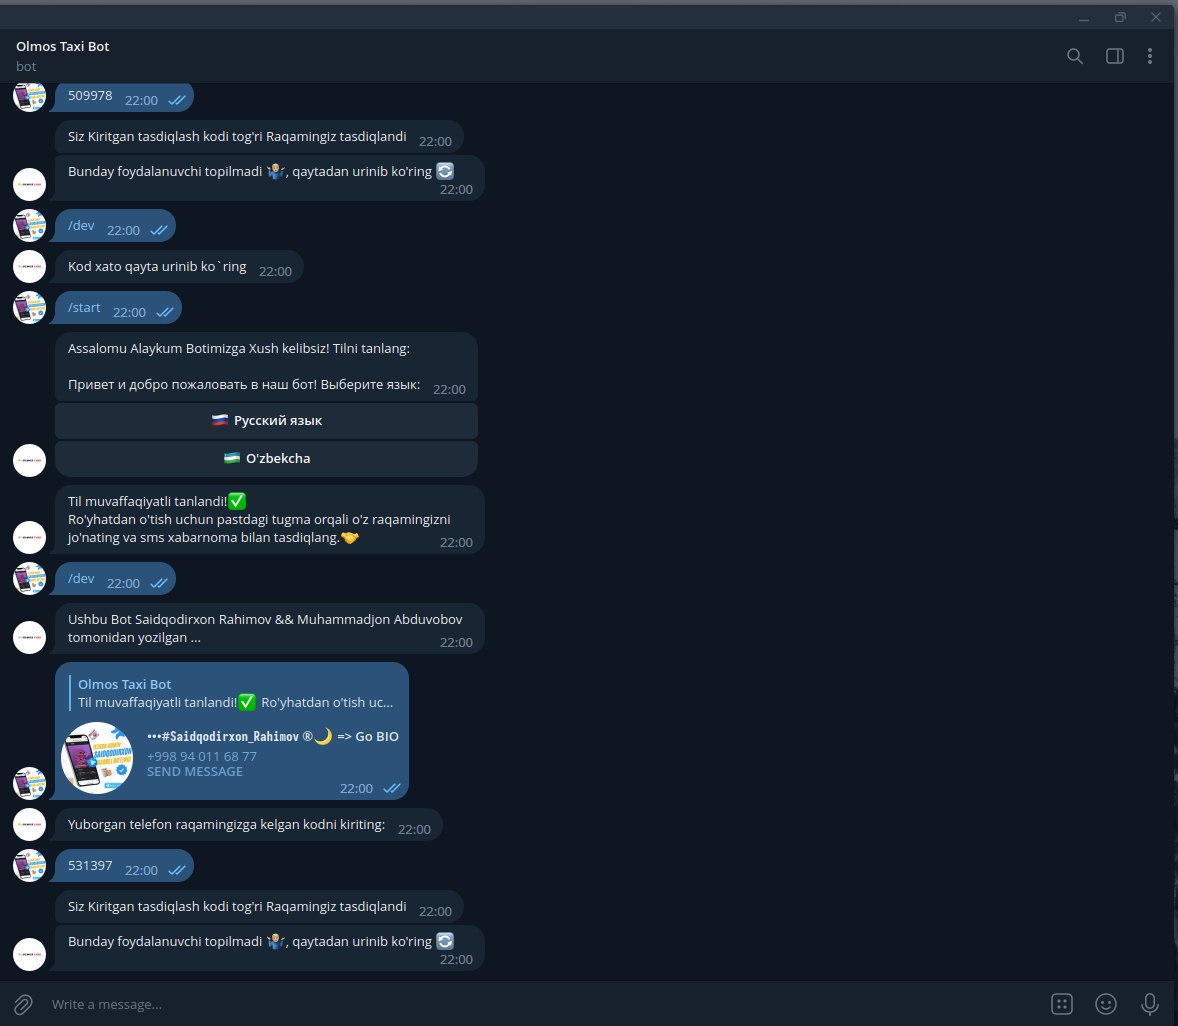 Olmos Taxi Bot
bot
509978 22:00
Siz Kiritgan tasdiqlash kodi tog'ri Raqamingiz tasdiqlandi 22:00
Bunday foydalanuvchi topilmadi 🤷🏼‍♂️, qaytadan urinib ko'ring 🔄
22:00
/dev 22:00
Kod xato qayta urinib ko`ring 22:00
/start 22:00
Assalomu Alaykum Botimizga Xush kelibsiz! Tilni tanlang:
Привет и добро пожаловать в наш бот! Выберите язык: 22:00
🇷🇺 Русский язык
🇺🇿 O'zbekcha
Til muvaffaqiyatli tanlandi!✅
Ro'yhatdan o'tish uchun pastdagi tugma orqali o'z raqamingizni
jo'nating va sms xabarnoma bilan tasdiqlang.🤝 22:00
/dev 22:00
Ushbu Bot Saidqodirxon Rahimov && Muhammadjon Abduvobov
tomonidan yozilgan ... 22:00
Olmos Taxi Bot
Til muvaffaqiyatli tanlandi!✅ Ro'yhatdan o'tish uc...
•••#Saidqodirxon_Rahimov ®🌙 => Go BIO
+998 94 011 68 77
SEND MESSAGE
22:00
Yuborgan telefon raqamingizga kelgan kodni kiriting: 22:00
531397 22:00
Siz Kiritgan tasdiqlash kodi tog'ri Raqamingiz tasdiqlandi 22:00
Bunday foydalanuvchi topilmadi 🤷🏼‍♂️, qaytadan urinib ko'ring 🔄
22:00
Write a message...